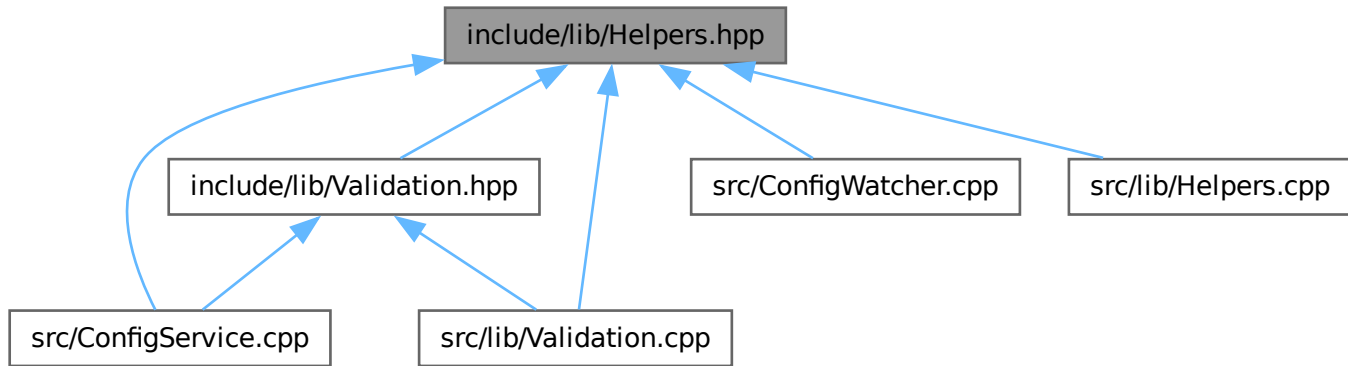 include/lib/Helpers.hpp
include/lib/Validation.hpp
src/ConfigWatcher.cpp
src/lib/Helpers.cpp
src/ConfigService.cpp
src/lib/Validation.cpp